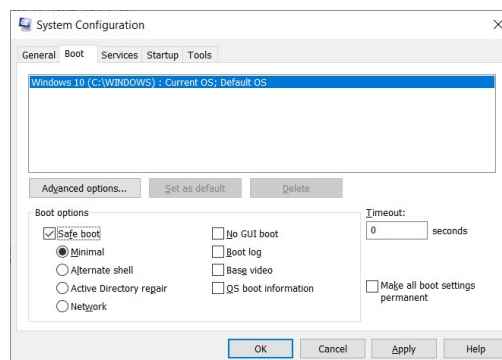 System Configuration
General Boot Services Startup Tools
Windows 10 (C:\WINDOWS) : Current OS; Default OS
Advanced options... Set as default Delete
Boot options
Timeout:
Safe boot No GUI boot 0 seconds
Minimal Boot log
Alternate shell Base video
Active Directory repair OS boot information Make all boot settings
permanent
Network
OK Cancel Apply Help